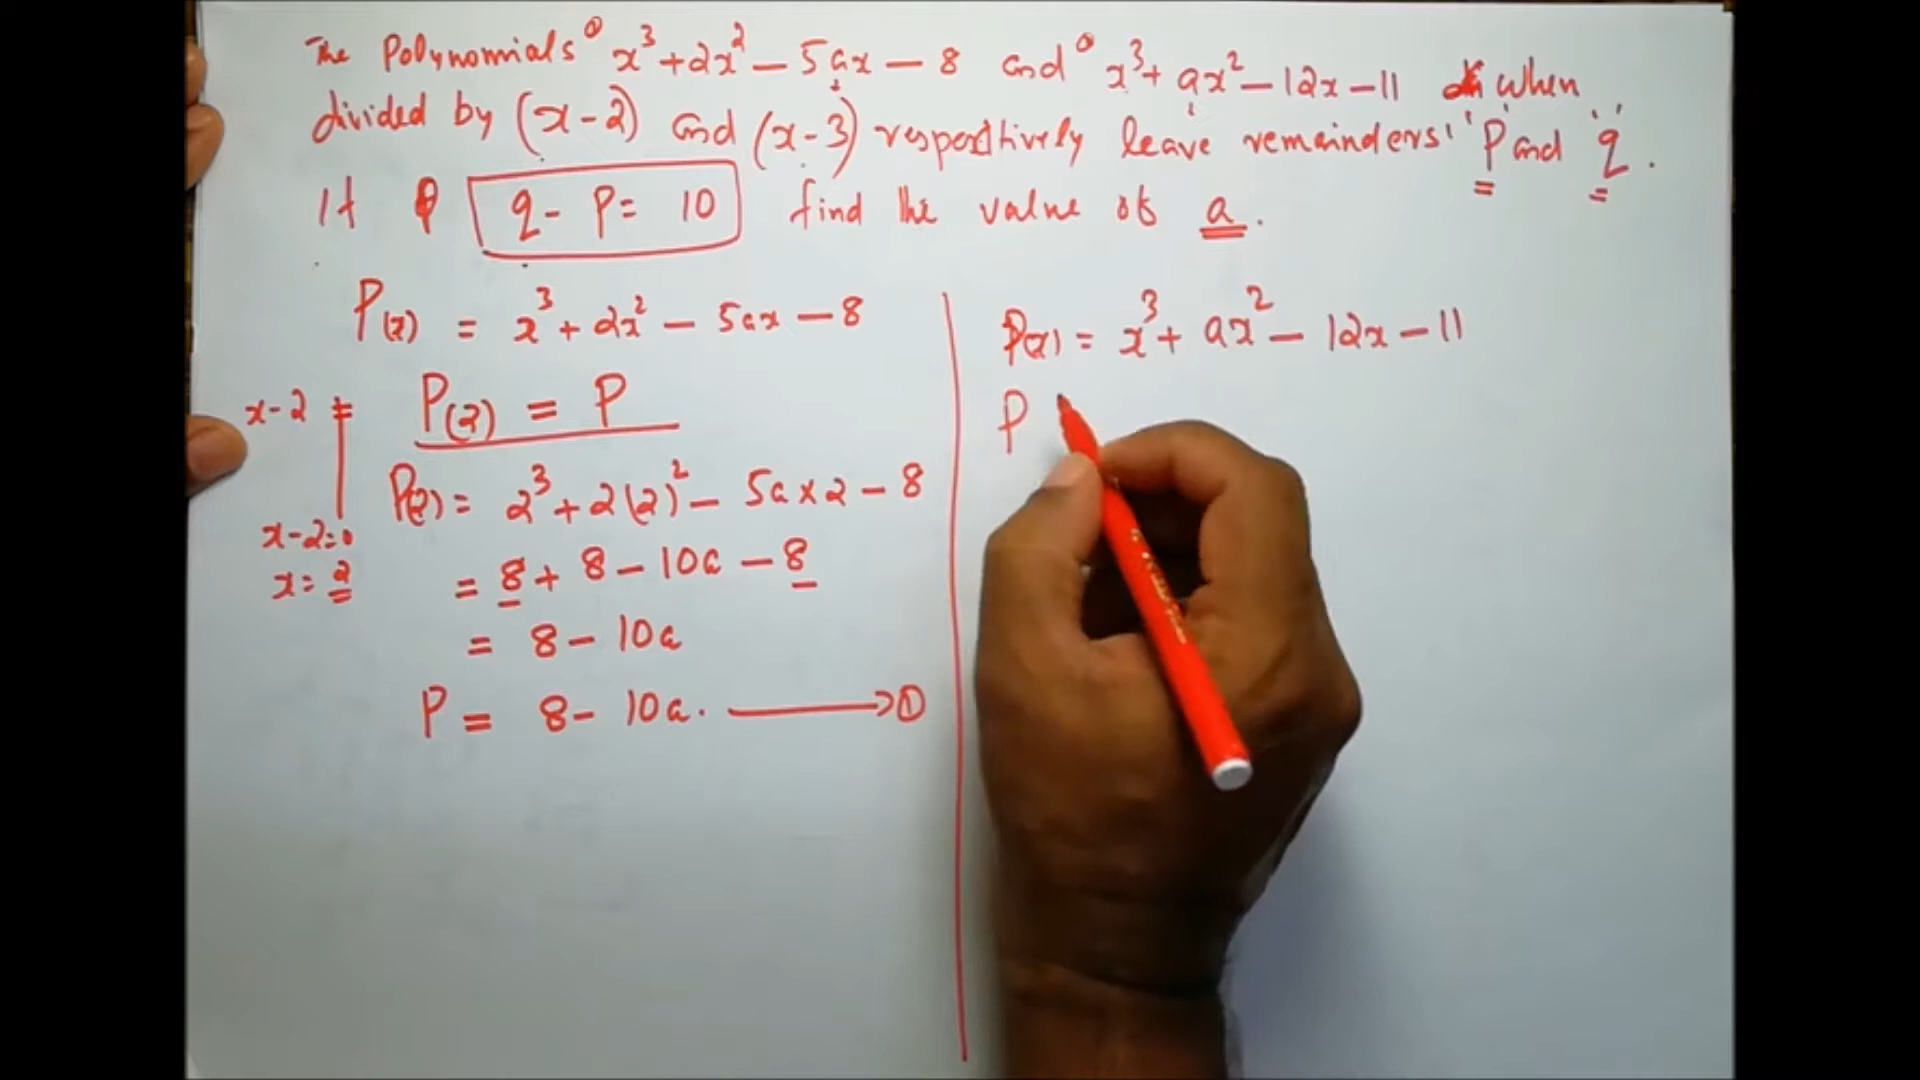 The Polynomials x³ + 2x² - 5ax - 8 and x³ + ax² - 12x - 11 when
divided by (x-2) and (x-3) respectively leave remainders 'P' and 'q'.
If q - P = 10 find the value of a.
P(x) = x³ + 2x² - 5ax - 8
x-2
P(2) = P
P(2) = 2³ + 2(2)² - 5a × 2 - 8
x-2=0
x = 2
= 8 + 8 - 10a - 8
= 8 - 10a
P = 8 - 10a. → ①
P(x) = x³ + ax² - 12x - 11
P